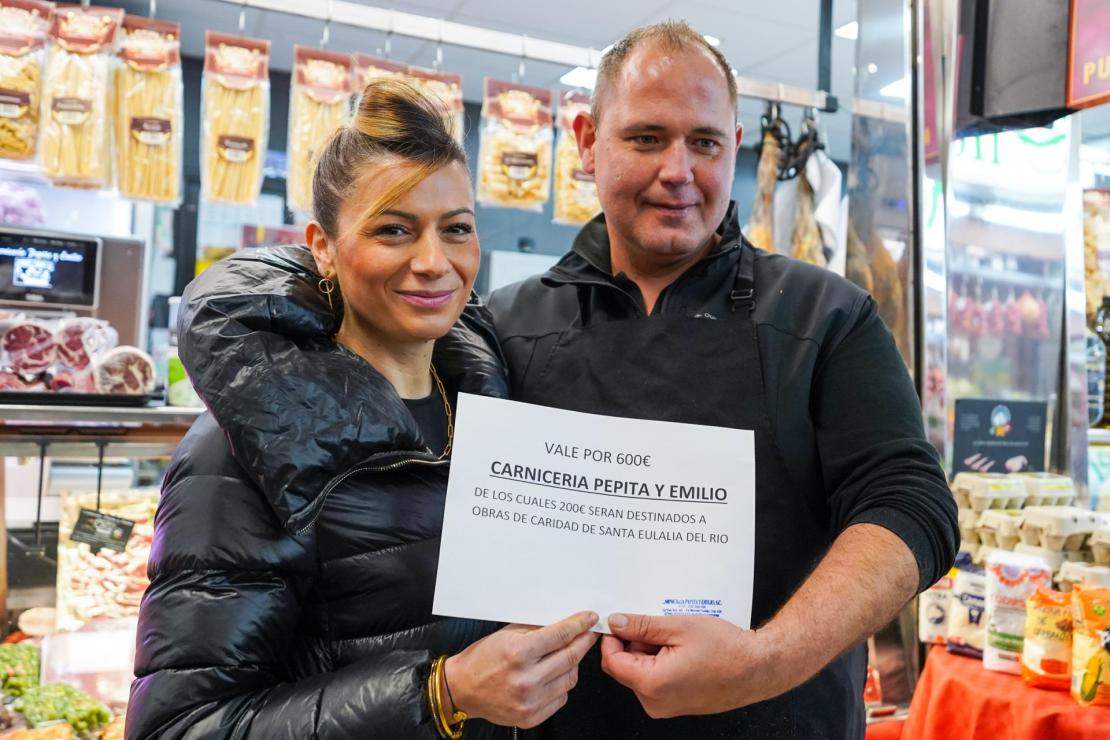 VALE POR 600€
CARNICERIA PEPITA Y EMILIO
DE LOS CUALES 200€ SERAN DESTINADOS A
OBRAS DE CARIDAD DE SANTA EULALIA DEL RIO
PU